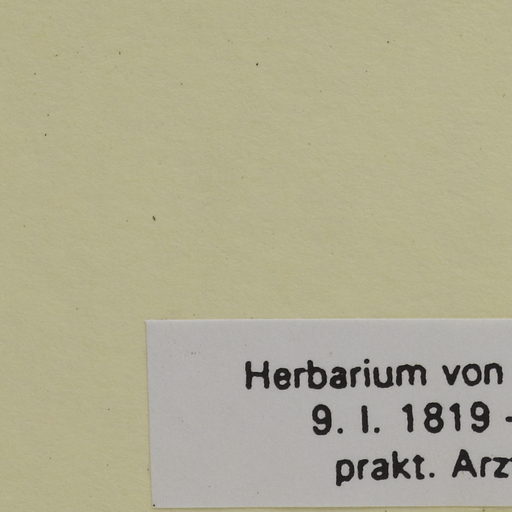 Herbarium von
9. I. 1819 -
prakt. Arzt